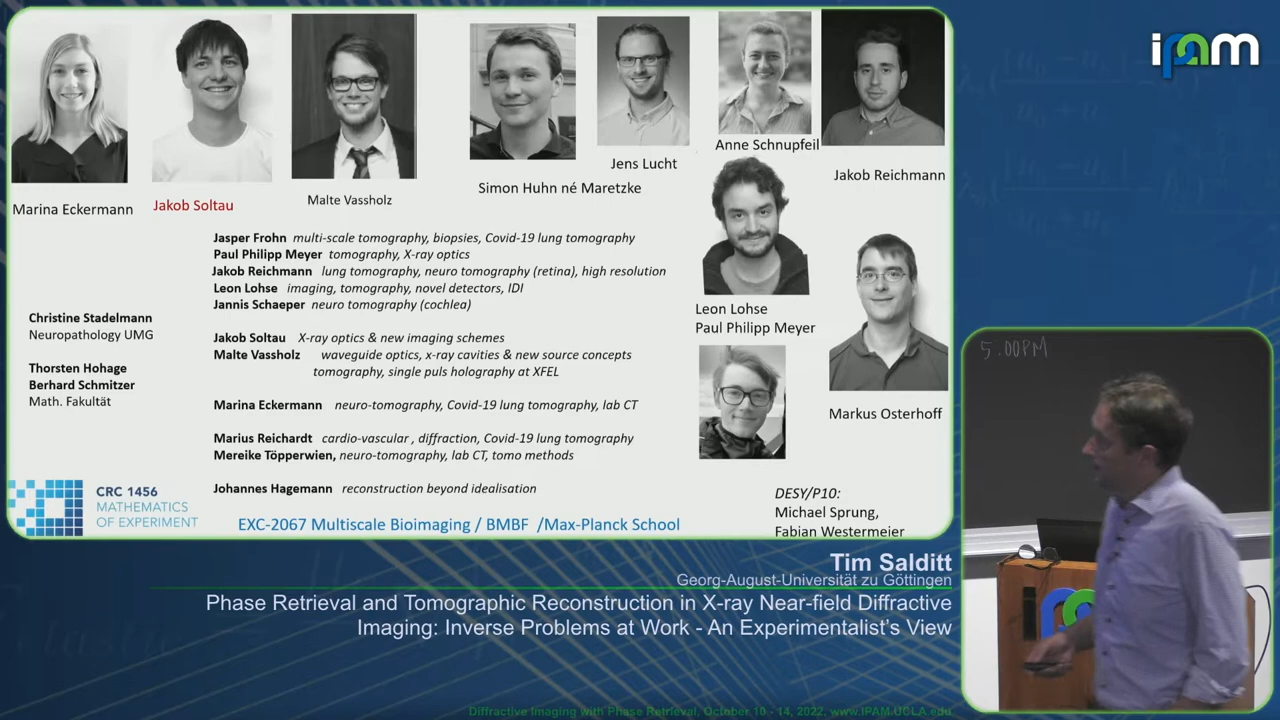 ipam
Marina Eckermann
Jakob Soltau
Malte Vassholz
Simon Huhn né Maretzke
Jens Lucht
Anne Schnupfeil
Jakob Reichmann
Jasper Frohn multi-scale tomography, biopsies, Covid-19 lung tomography
Paul Philipp Meyer tomography, X-ray optics
Jakob Reichmann lung tomography, neuro tomography (retina), high resolution
Leon Lohse imaging, tomography, novel detectors, IDI
Jannis Schaeper neuro tomography (cochlea)
Jakob Soltau X-ray optics & new imaging schemes
Malte Vassholz waveguide optics, x-ray cavities & new source concepts
tomography, single puls holography at XFEL
Marina Eckermann neuro-tomography, Covid-19 lung tomography, lab CT
Marius Reichardt cardio-vascular , diffraction, Covid-19 lung tomography
Mereike Töpperwien, neuro-tomography, lab CT, tomo methods
Johannes Hagemann reconstruction beyond idealisation
Christine Stadelmann
Neuropathology UMG
Thorsten Hohage
Berhard Schmitzer
Math. Fakultät
Leon Lohse
Paul Philipp Meyer
Markus Osterhoff
CRC 1456
MATHEMATICS
OF EXPERIMENT
EXC-2067 Multiscale Bioimaging / BMBF /Max-Planck School
DESY/P10:
Michael Sprung,
Fabian Westermeier
5:00PM
Tim Salditt
Georg-August-Universität zu Göttingen
Phase Retrieval and Tomographic Reconstruction in X-ray Near-field Diffractive
Imaging: Inverse Problems at Work - An Experimentalist's View
Diffractive Imaging with Phase Retrieval, October 10 - 14, 2022, www.IPAM.UCLA.edu